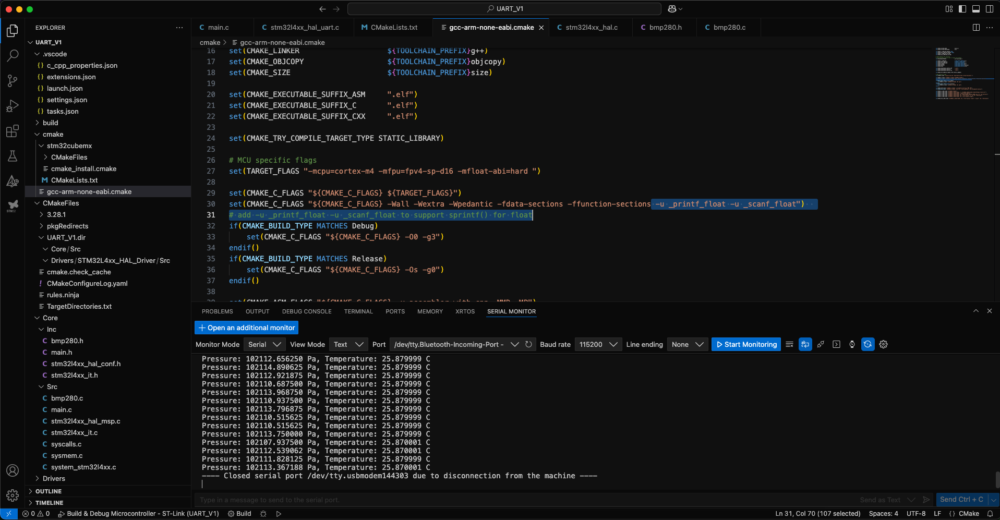 UART_V1
EXPLORER
main.c
stm32l4xx_hal_uart.c
CMakeLists.txt
gcc-arm-none-eabi.cmake
stm32l4xx_hal.c
bmp280.h
bmp280.c
cmake > gcc-arm-none-eabi.cmake
UART_V1
.vscode
c_cpp_properties.json
extensions.json
launch.json
settings.json
tasks.json
build
cmake
stm32cubemx
CMakeFiles
cmake_install.cmake
CMakeLists.txt
gcc-arm-none-eabi.cmake
CMakeFiles
3.28.1
pkgRedirects
UART_V1.dir
Core/Src
Drivers/STM32L4xx_HAL_Driver/Src
cmake.check_cache
CMakeConfigureLog.yaml
rules.ninja
TargetDirectories.txt
Core
Inc
bmp280.h
main.h
stm32l4xx_hal_conf.h
stm32l4xx_it.h
Src
bmp280.c
main.c
stm32l4xx_hal_msp.c
stm32l4xx_it.c
syscalls.c
sysmem.c
system_stm32l4xx.c
Drivers
OUTLINE
TIMELINE
STM32
16 set(CMAKE_LINKER ${TOOLCHAIN_PREFIX}g++)
17 set(CMAKE_OBJCOPY ${TOOLCHAIN_PREFIX}objcopy)
18 set(CMAKE_SIZE ${TOOLCHAIN_PREFIX}size)
19
20 set(CMAKE_EXECUTABLE_SUFFIX_ASM ".elf")
21 set(CMAKE_EXECUTABLE_SUFFIX_C ".elf")
22 set(CMAKE_EXECUTABLE_SUFFIX_CXX ".elf")
23
24 set(CMAKE_TRY_COMPILE_TARGET_TYPE STATIC_LIBRARY)
25
26 # MCU specific flags
27 set(TARGET_FLAGS "-mcpu=cortex-m4 -mfpu=fpv4-sp-d16 -mfloat-abi=hard ")
28
29 set(CMAKE_C_FLAGS "${CMAKE_C_FLAGS} ${TARGET_FLAGS}")
30 set(CMAKE_C_FLAGS "${CMAKE_C_FLAGS} -Wall -Wextra -Wpedantic -fdata-sections -ffunction-sections -u _printf_float -u _scanf_float")
31 # add -u _printf_float -u _scanf_float to support sprintf() for float
32 if(CMAKE_BUILD_TYPE MATCHES Debug)
33 set(CMAKE_C_FLAGS "${CMAKE_C_FLAGS} -O0 -g3")
34 endif()
35 if(CMAKE_BUILD_TYPE MATCHES Release)
36 set(CMAKE_C_FLAGS "${CMAKE_C_FLAGS} -Os -g0")
37 endif()
38
39 set(CMAKE_ASM_FLAGS "${CMAKE_C_FLAGS} -x assembler-with-cpp -MMD -MP")
PROBLEMS OUTPUT DEBUG CONSOLE TERMINAL PORTS MEMORY XRTOS SERIAL MONITOR
Open an additional monitor
Monitor Mode Serial View Mode Text Port /dev/tty.Bluetooth-Incoming-Port - Baud rate 115200 Line ending None Start Monitoring
Pressure: 102112.656250 Pa, Temperature: 25.879999 C
Pressure: 102114.890625 Pa, Temperature: 25.879999 C
Pressure: 102112.921875 Pa, Temperature: 25.879999 C
Pressure: 102110.687500 Pa, Temperature: 25.879999 C
Pressure: 102113.968750 Pa, Temperature: 25.879999 C
Pressure: 102110.937500 Pa, Temperature: 25.879999 C
Pressure: 102113.796875 Pa, Temperature: 25.879999 C
Pressure: 102110.515625 Pa, Temperature: 25.879999 C
Pressure: 102110.515625 Pa, Temperature: 25.879999 C
Pressure: 102113.750000 Pa, Temperature: 25.879999 C
Pressure: 102107.937500 Pa, Temperature: 25.870001 C
Pressure: 102112.539062 Pa, Temperature: 25.879999 C
Pressure: 102111.828125 Pa, Temperature: 25.879999 C
Pressure: 102113.367188 Pa, Temperature: 25.870001 C
---- Closed serial port /dev/tty.usbmodem144303 due to disconnection from the machine ----
Type in a message to send to the serial port.
Send as Text
Send Ctrl + C
0 0 Build & Debug Microcontroller - ST-Link (UART_V1) Build
Ln 31, Col 70 (107 selected) Spaces: 4 UTF-8 LF {} CMake